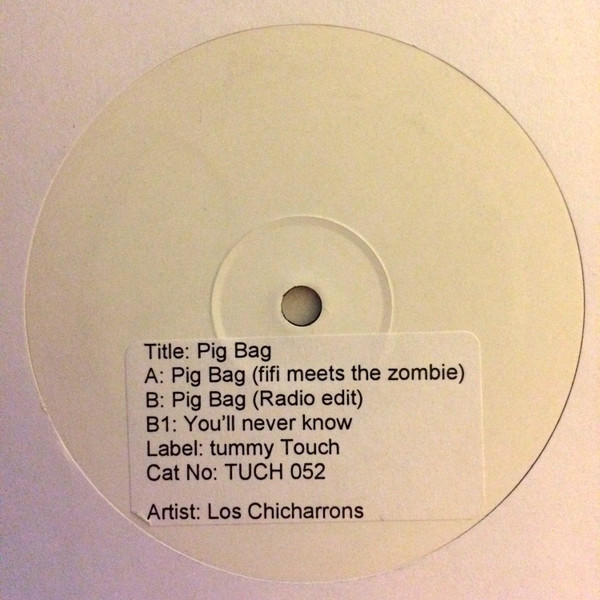 Title: Pig Bag
A: Pig Bag (fifi meets the zombie)
B: Pig Bag (Radio edit)
B1: You'll never know
Label: tummy Touch
Cat No: TUCH 052
Artist: Los Chicharrons